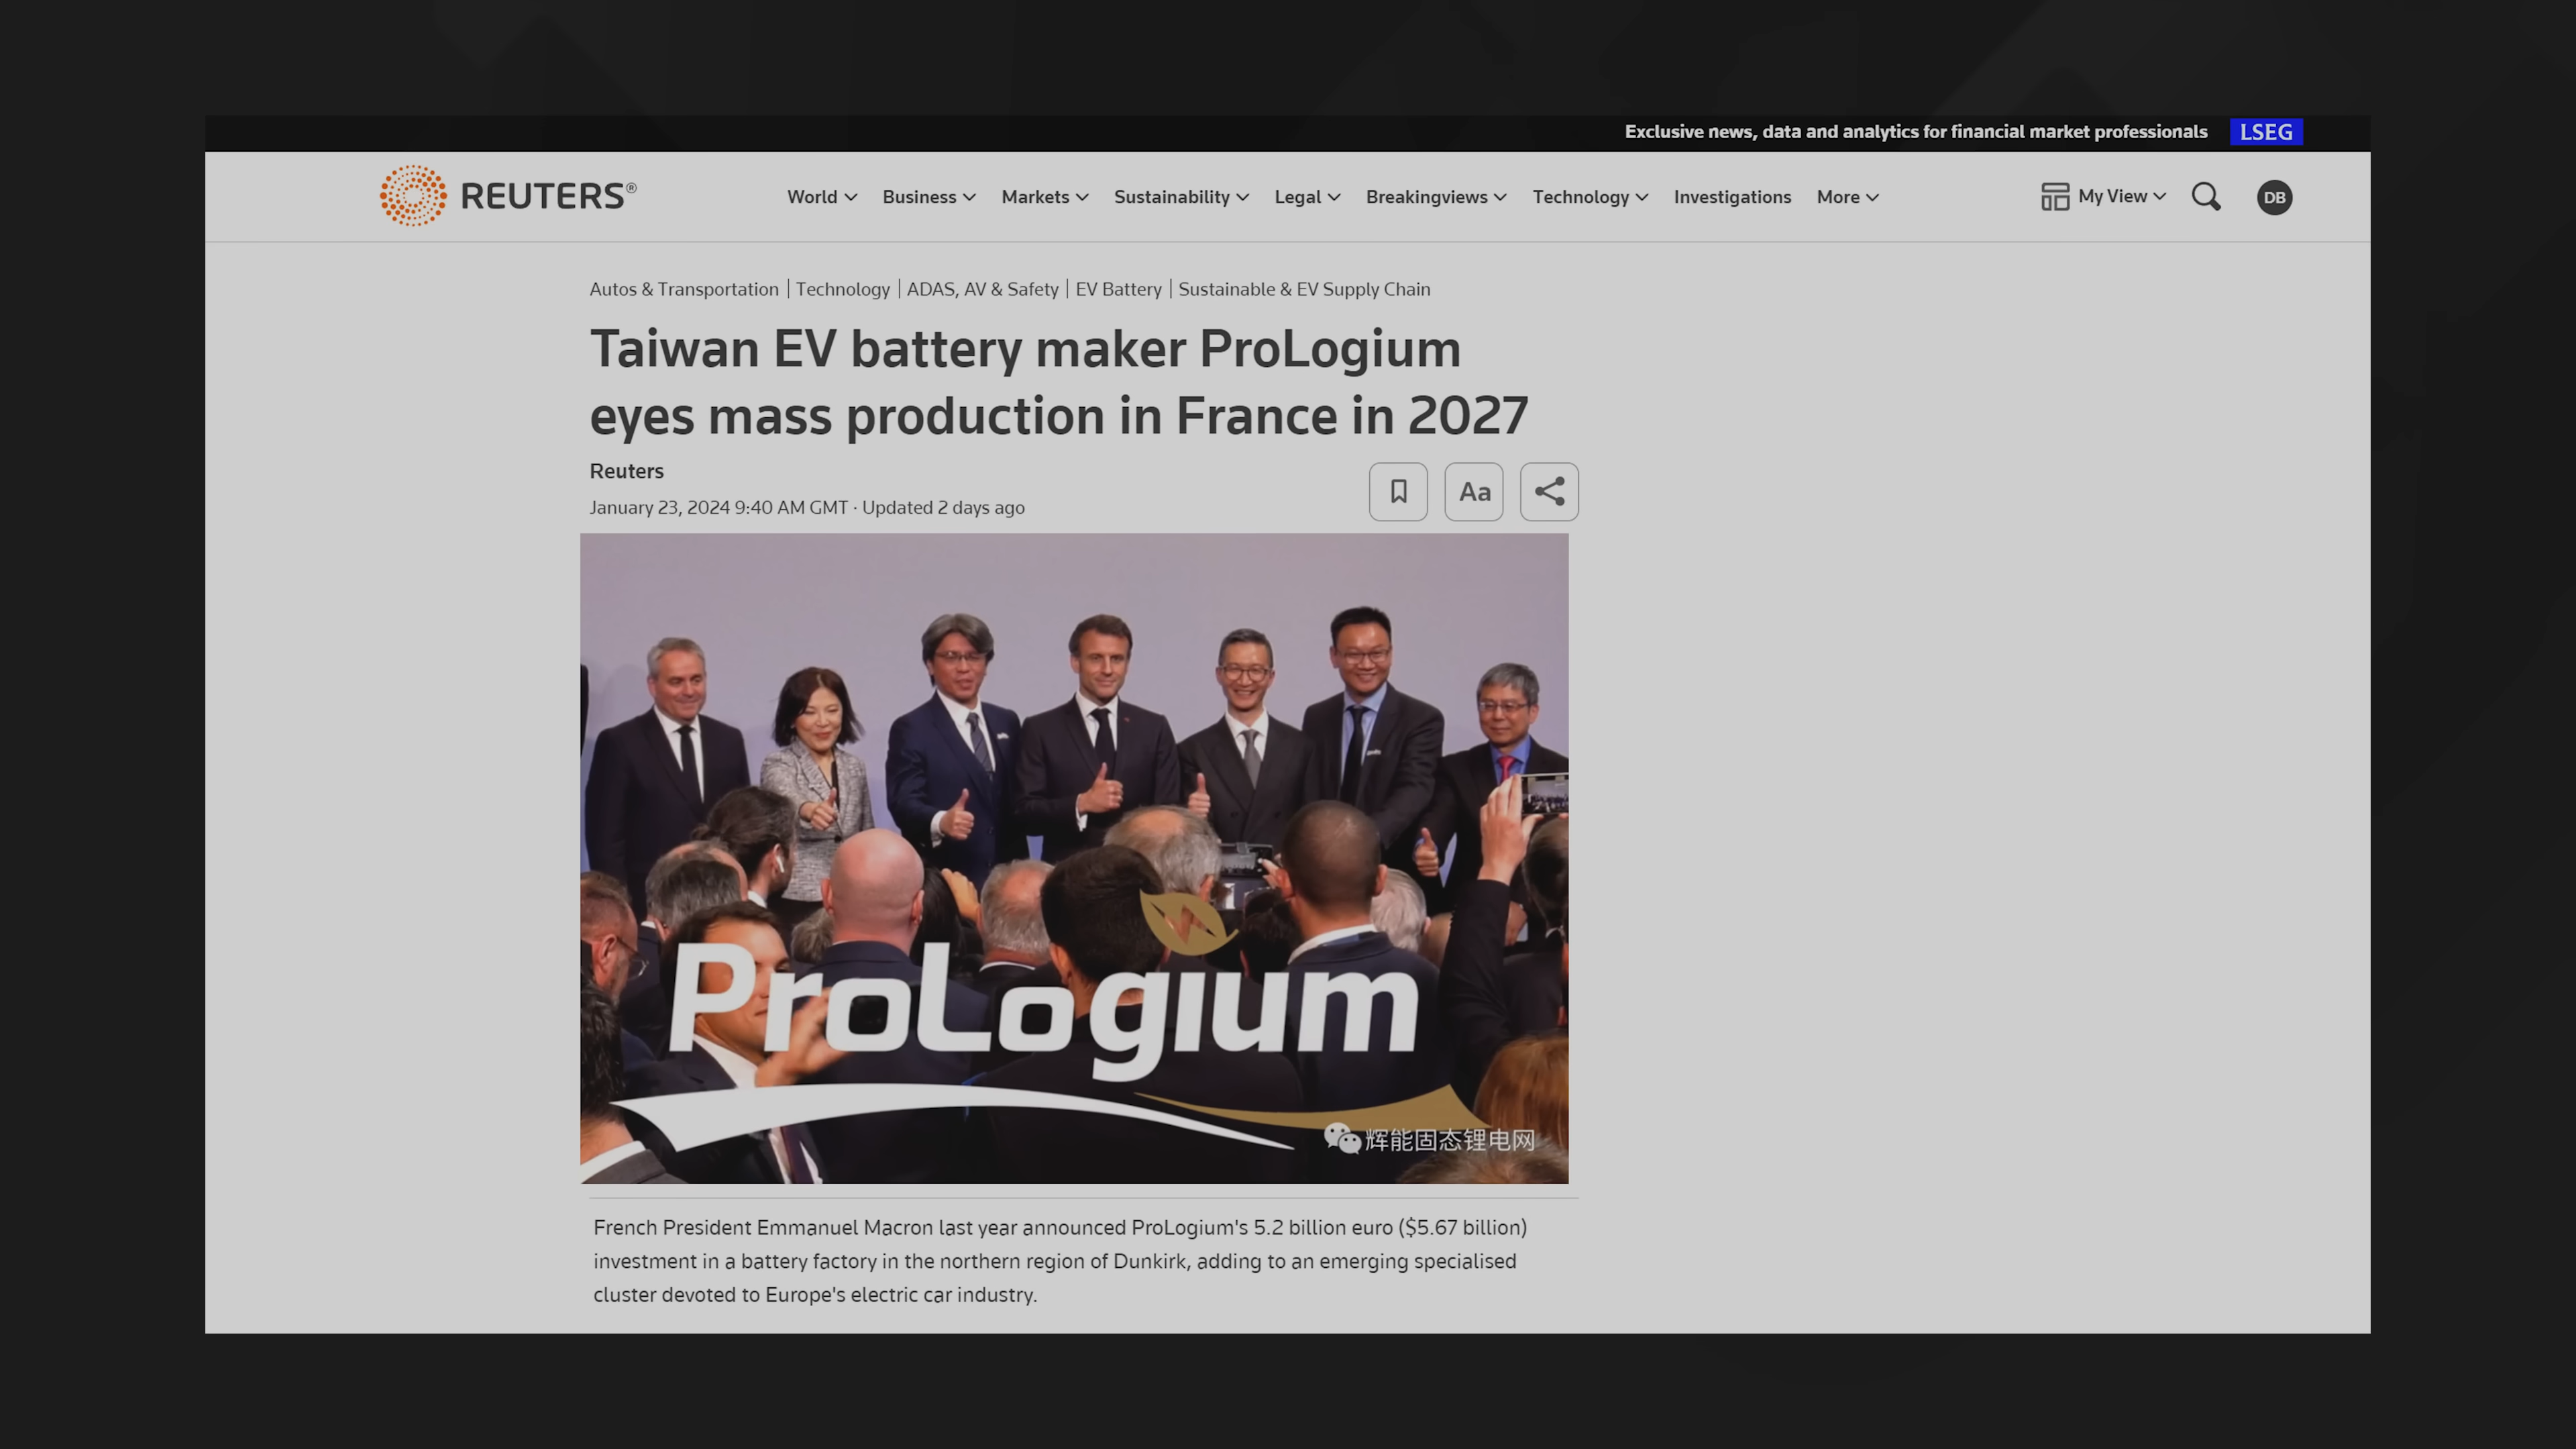 Exclusive news, data and analytics for financial market professionals LSEG
REUTERS®
World Business Markets Sustainability Legal Breakingviews Technology Investigations More
My View DB
Autos & Transportation | Technology | ADAS, AV & Safety | EV Battery | Sustainable & EV Supply Chain
Taiwan EV battery maker ProLogium
eyes mass production in France in 2027
Reuters
January 23, 2024 9:40 AM GMT · Updated 2 days ago
Aa
ProLogium
辉能固态锂电网
French President Emmanuel Macron last year announced ProLogium's 5.2 billion euro ($5.67 billion)
investment in a battery factory in the northern region of Dunkirk, adding to an emerging specialised
cluster devoted to Europe's electric car industry.